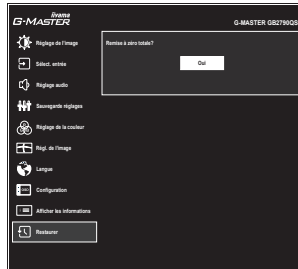 iiyama
G-MASTER
G-MASTER GB2790QS
Réglage de l'image
Remise à zéro totale?
Oui
Sélect. entrée
Réglage audio
Sauvegarde réglages
Réglage de la couleur
Régl. de l'image
Langue
OSD
Configuration
Afficher les informations
Restaurer